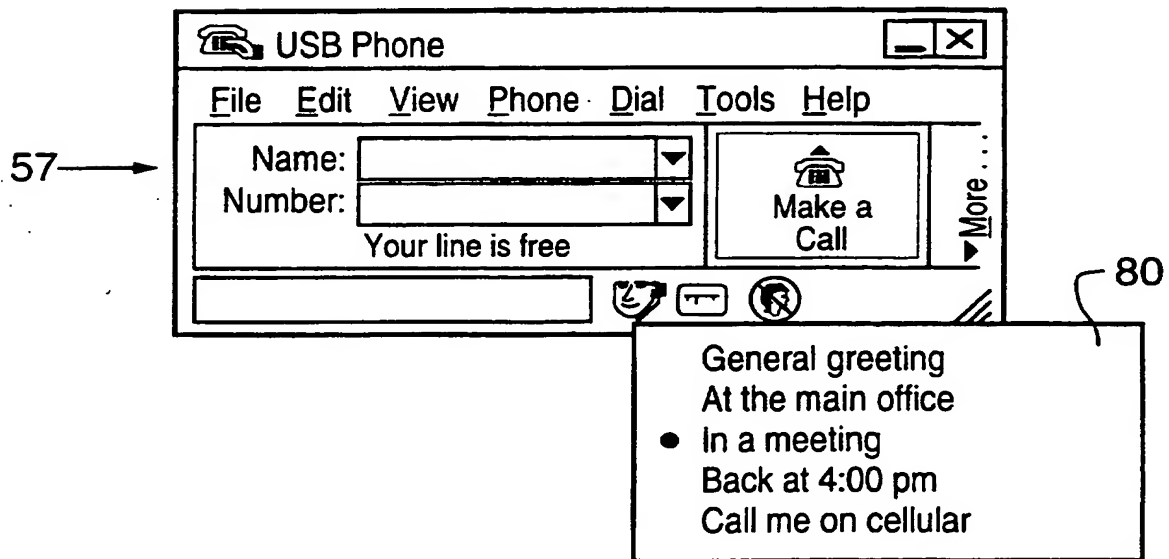 USB Phone
File Edit View Phone Dial Tools Help
57
Name:
Number:
Your line is free
Make a
Call
More...
80
General greeting
At the main office
In a meeting
Back at 4:00 pm
Call me on cellular